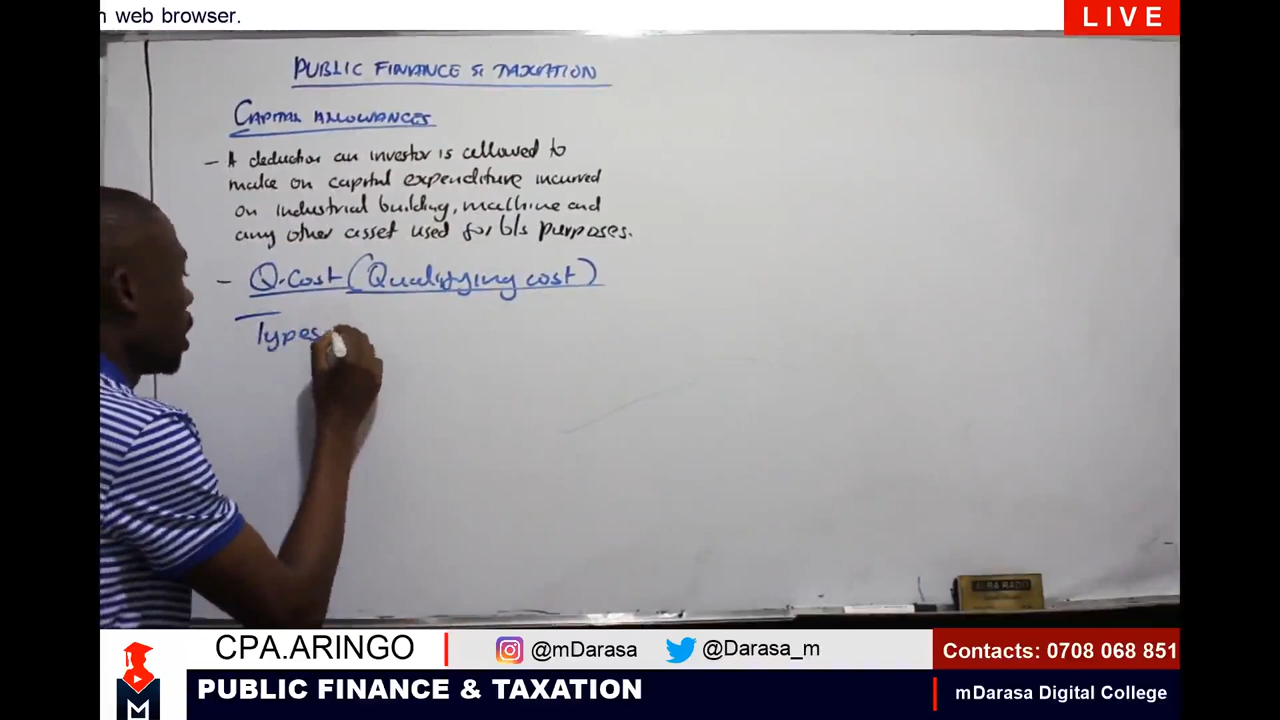 n web browser.
LIVE
PUBLIC FINANCE & TAXATION
CAPITAL ALLOWANCES
- A deduction an investor is allowed to
make on capital expenditure incurred
on industrial building, machine and
any other asset used for b/s purposes.
- Q.Cost (Qualifying cost)
Types
CPA.ARINGO
@mDarasa
@Darasa_m
Contacts: 0708 068 851
PUBLIC FINANCE & TAXATION
mDarasa Digital College
M